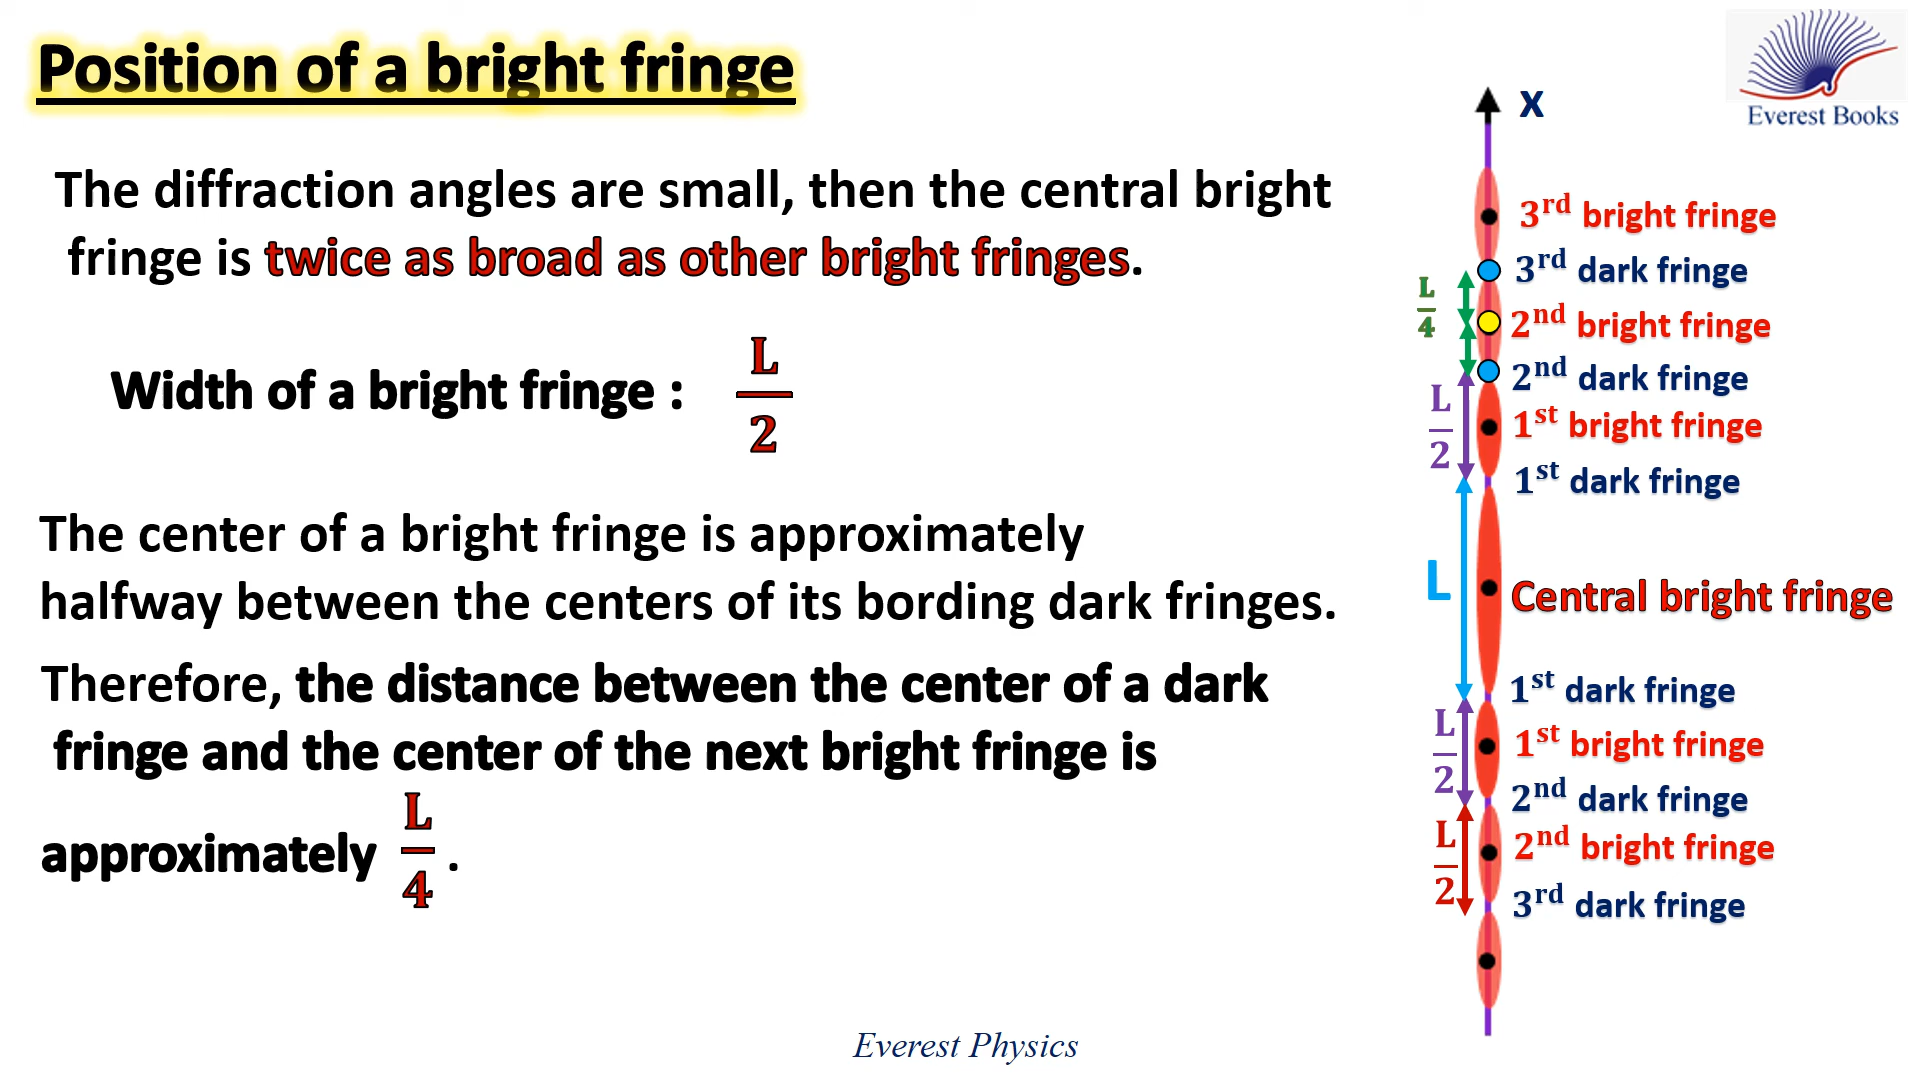 Position of a bright fringe
Everest Books
The diffraction angles are small, then the central bright
fringe is twice as broad as other bright fringes.
Width of a bright fringe : L/2
The center of a bright fringe is approximately
halfway between the centers of its bording dark fringes.
Therefore, the distance between the center of a dark
fringe and the center of the next bright fringe is
approximately L/4 .
x
3rd bright fringe
3rd dark fringe
L/4
2nd bright fringe
2nd dark fringe
L/2
1st bright fringe
1st dark fringe
L
Central bright fringe
1st dark fringe
L/2
1st bright fringe
2nd dark fringe
L/2
2nd bright fringe
3rd dark fringe
Everest Physics